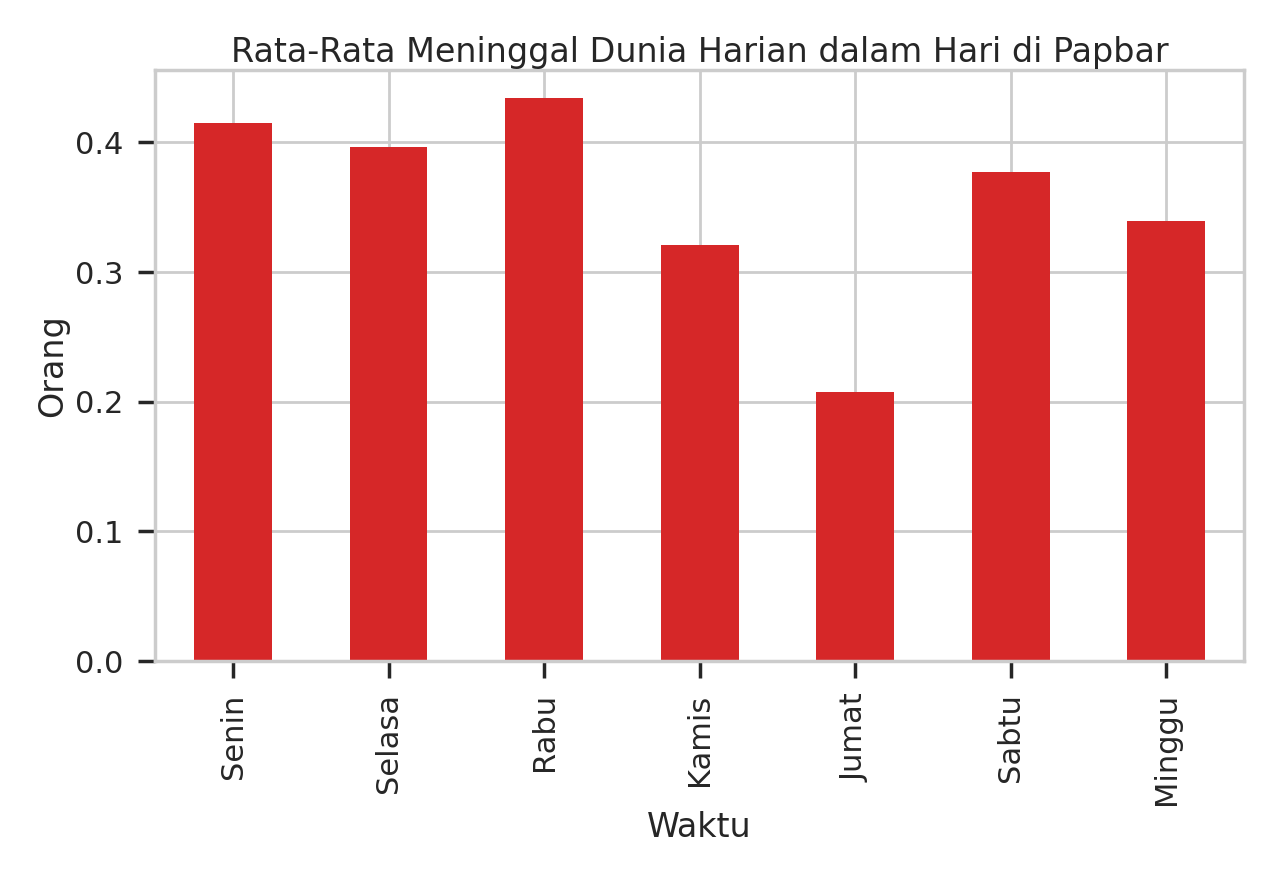 Rata-Rata Meninggal Dunia Harian dalam Hari di Papbar
Orang
0.4
0.3
0.2
0.1
0.0
Senin
Selasa
Rabu
Kamis
Jumat
Sabtu
Minggu
Waktu